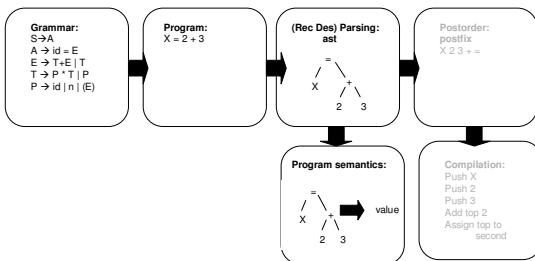 Grammar:
S→A
A → id = E
E → T+E | T
T → P * T | P
P → id | n | (E)
Program:
X = 2 + 3
(Rec Des) Parsing:
ast
=
X +
2 3
Postorder:
postfix
X 2 3 + =
Program semantics:
=
X + value
2 3
Compilation:
Push X
Push 2
Push 3
Add top 2
Assign top to
second